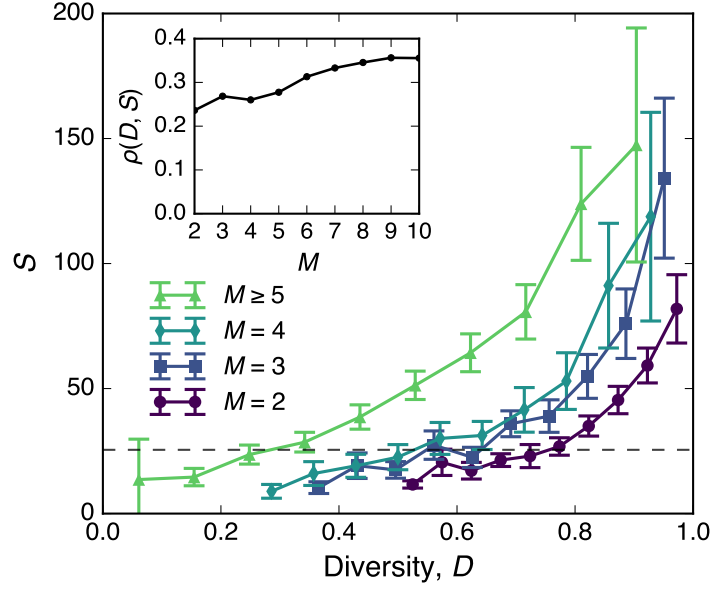 200
150
100
50
0
S
0.4
0.3
0.2
0.1
0.0
ρ(D, S)
2 3 4 5 6 7 8 9 10
M
M ≥ 5
M = 4
M = 3
M = 2
0.0 0.2 0.4 0.6 0.8 1.0
Diversity, D